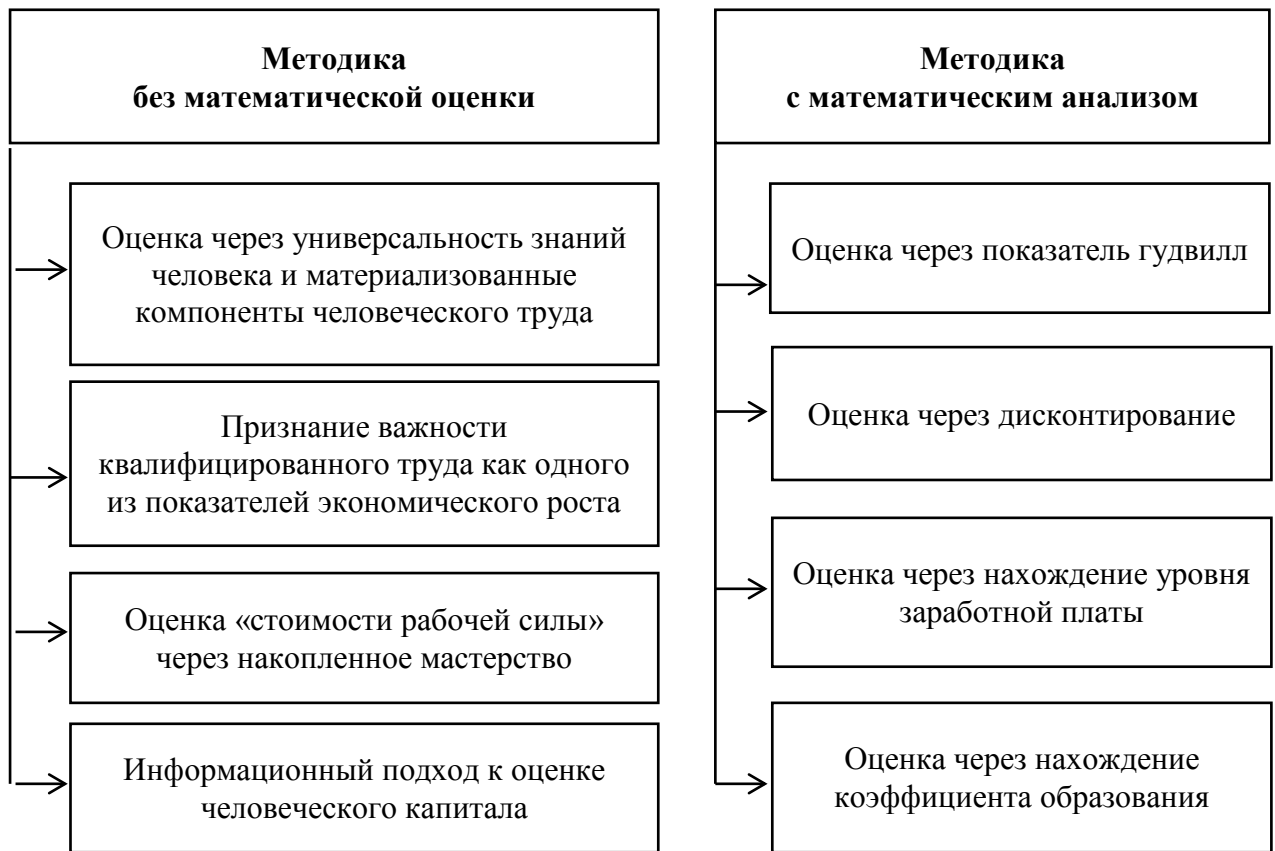 Методика
без математической оценки
Оценка через универсальность знаний
человека и материализованные
компоненты человеческого труда
Признание важности
квалифицированного труда как одного
из показателей экономического роста
Оценка «стоимости рабочей силы»
через накопленное мастерство
Информационный подход к оценке
человеческого капитала
Методика
с математическим анализом
Оценка через показатель гудвилл
Оценка через дисконтирование
Оценка через нахождение уровня
заработной платы
Оценка через нахождение
коэффициента образования